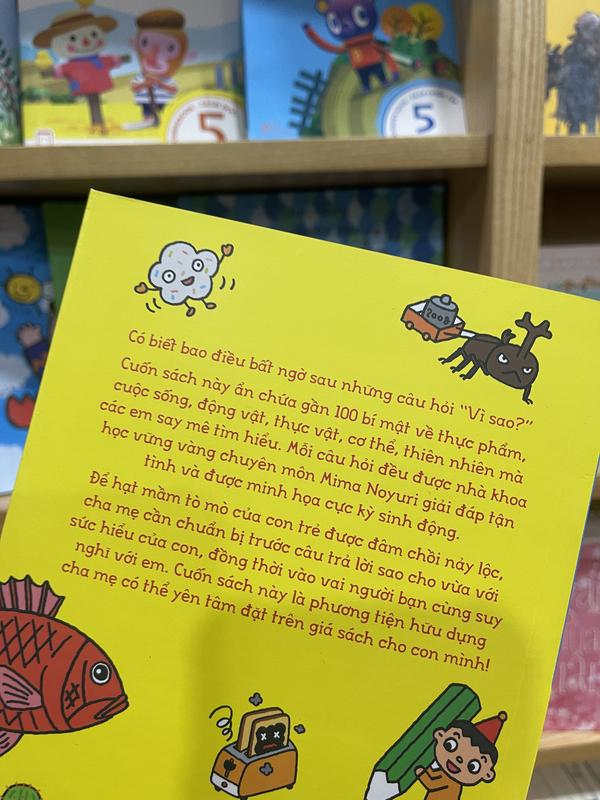 5
5
200g
Có biết bao điều bất ngờ sau những câu hỏi "Vì sao?"
Cuốn sách này ẩn chứa gần 100 bí mật về thực phẩm,
cuộc sống, động vật, thực vật, cơ thể, thiên nhiên mà
các em say mê tìm hiểu. Mỗi câu hỏi đều được nhà khoa
học vững vàng chuyên môn Mima Noyuri giải đáp tận
tình và được minh họa cực kỳ sinh động.
Để hạt mầm tò mò của con trẻ được đâm chồi nảy lộc,
cha mẹ cần chuẩn bị trước câu trả lời sao cho vừa với
sức hiểu của con, đồng thời vào vai người bạn cùng suy
nghĩ với em. Cuốn sách này là phương tiện hữu dụng
cha mẹ có thể yên tâm đặt trên giá sách cho con mình!